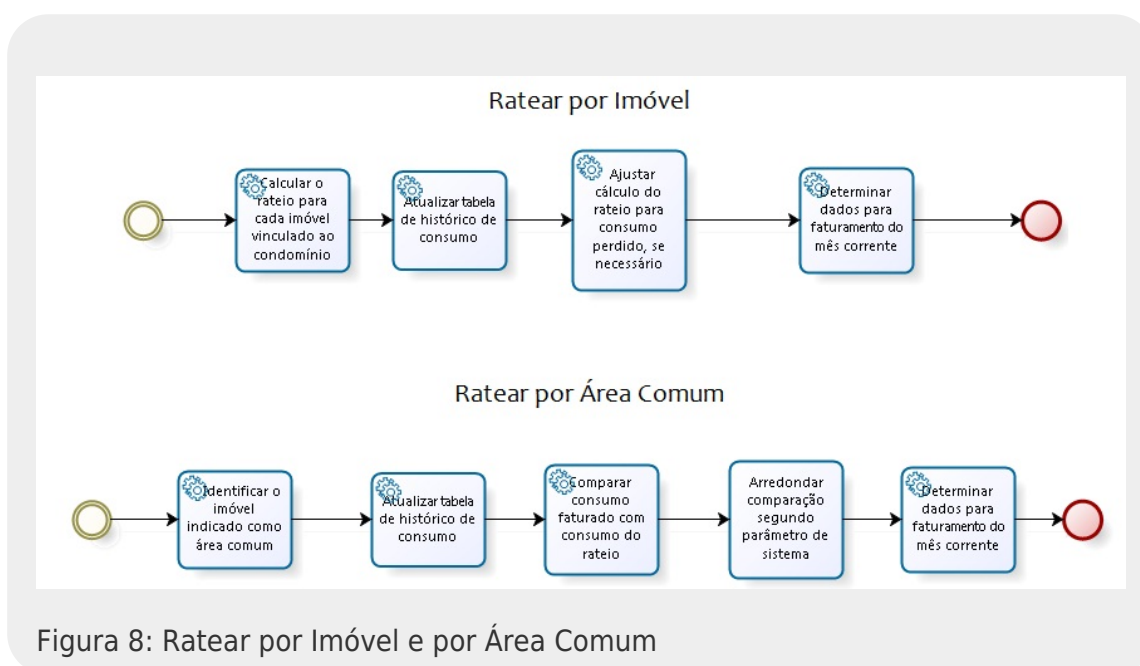 Ratear por Imóvel
Calcular o
rateio para
cada imóvel
vinculado ao
condomínio
Atualizar tabela
de histórico de
consumo
Ajustar
cálculo do
rateio para
consumo
perdido, se
necessário
Determinar
dados para
faturamento do
mês corrente
Ratear por Área Comum
Identificar o
imóvel
indicado como
área comum
Atualizar tabela
de histórico de
consumo
Comparar
consumo
faturado com
consumo do
rateio
Arredondar
comparação
segundo
parâmetro de
sistema
Determinar
dados para
faturamento do
mês corrente
Figura 8: Ratear por Imóvel e por Área Comum